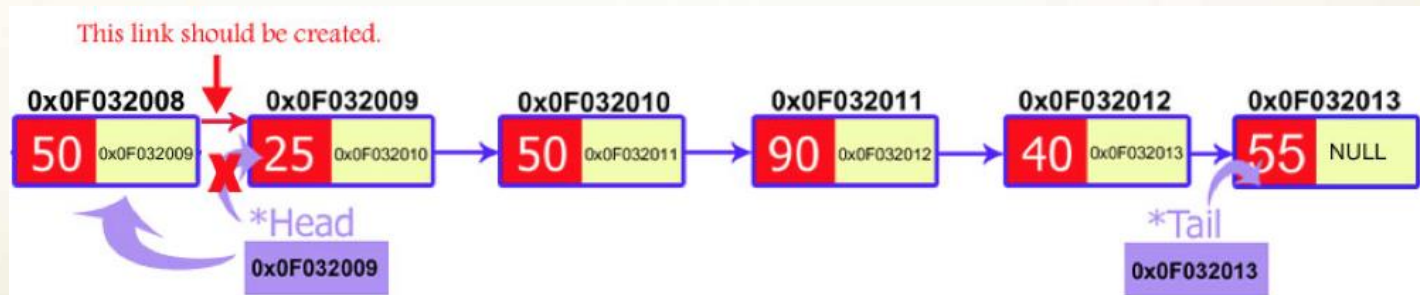 This link should be created.
0x0F032008 0x0F032009 0x0F032010 0x0F032011 0x0F032012 0x0F032013
50 0x0F032009 25 0x0F032010 50 0x0F032011 90 0x0F032012 40 0x0F032013 55 NULL
X
*Head *Tail
0x0F032009 0x0F032013